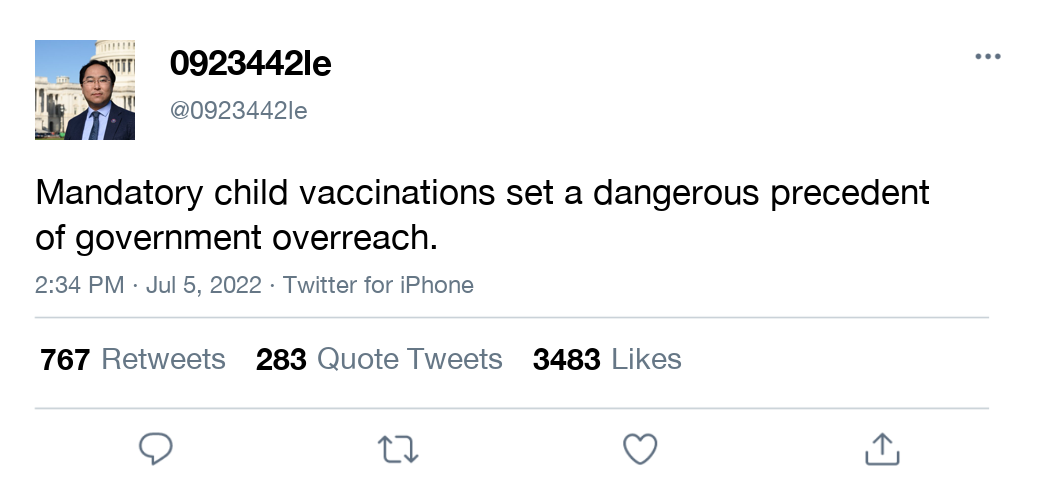 0923442le
@0923442le
Mandatory child vaccinations set a dangerous precedent
of government overreach.
2:34 PM · Jul 5, 2022 · Twitter for iPhone
767 Retweets 283 Quote Tweets 3483 Likes